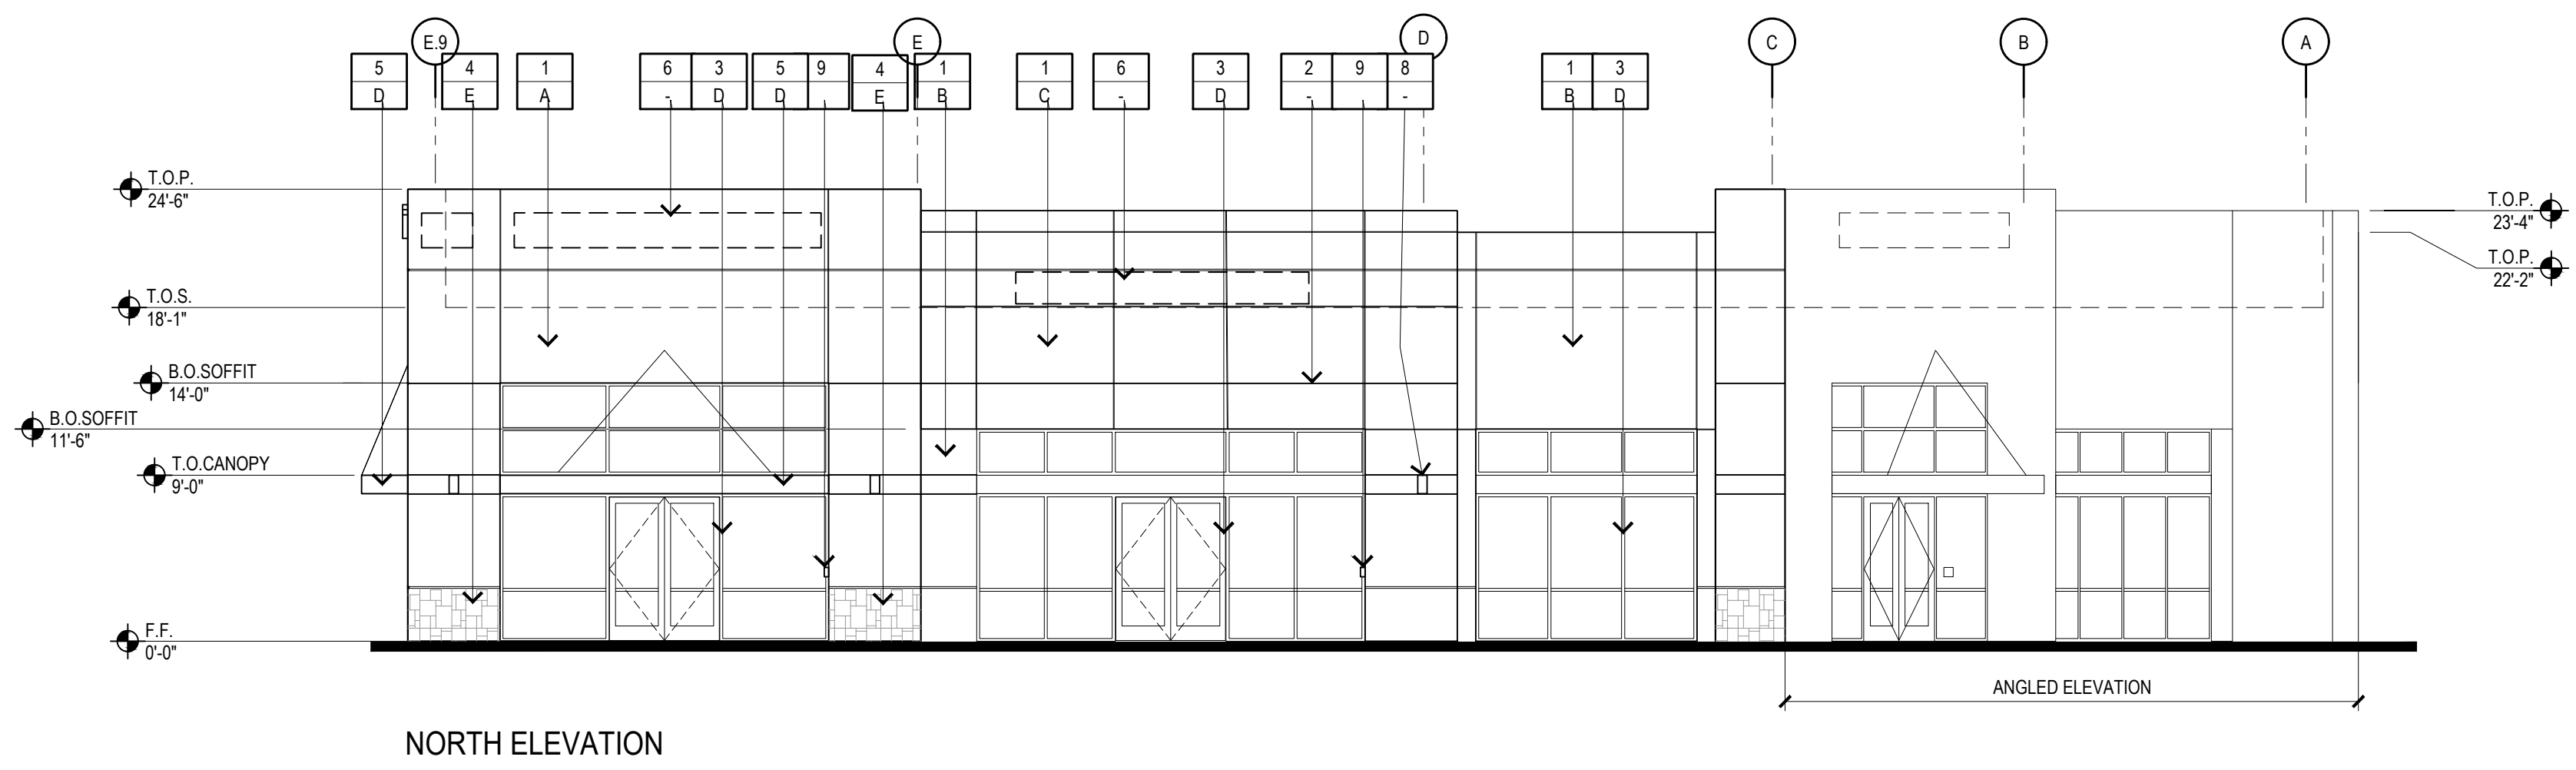 E.9
E
D
C
B
A
5
D
4
E
1
A
6
-
3
D
5
D
9
4
E
1
B
1
C
6
-
3
D
2
-
9
-
8
-
1
B
3
D
T.O.P.
24'-6"
T.O.P.
23'-4"
T.O.P.
22'-2"
T.O.S.
18'-1"
B.O.SOFFIT
14'-0"
B.O.SOFFIT
11'-6"
T.O.CANOPY
9'-0"
F.F.
0'-0"
ANGLED ELEVATION
NORTH ELEVATION